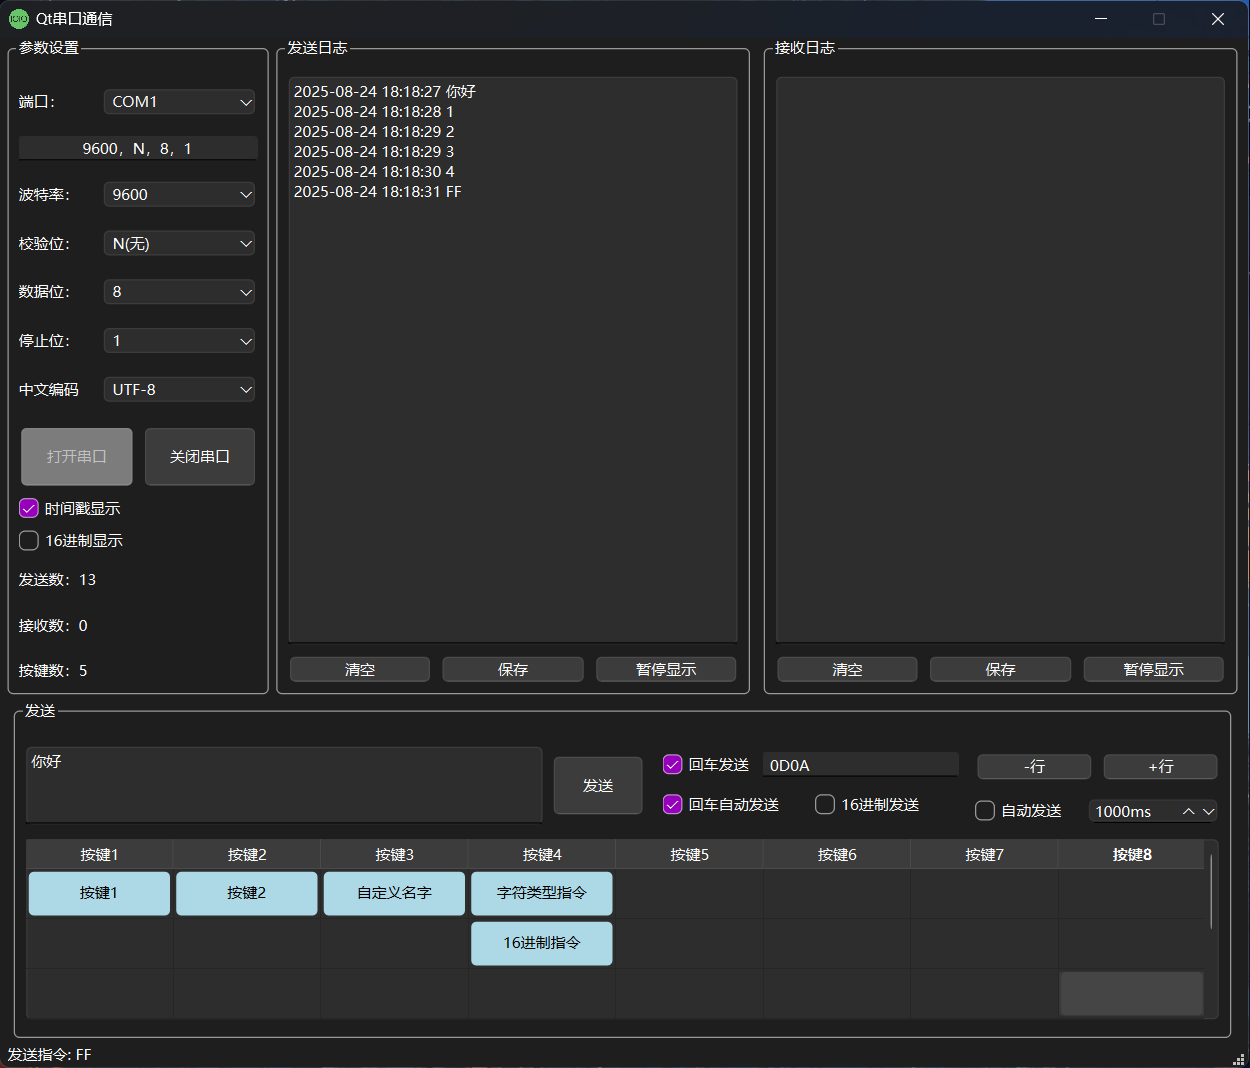 Qt串口通信
参数设置
端口：
COM1
9600，N，8，1
波特率：
9600
校验位：
N(无)
数据位：
8
停止位：
1
中文编码
UTF-8
打开串口
关闭串口
时间戳显示
16进制显示
发送数：13
接收数：0
按键数：5
发送日志
2025-08-24 18:18:27 你好
2025-08-24 18:18:28 1
2025-08-24 18:18:29 2
2025-08-24 18:18:29 3
2025-08-24 18:18:30 4
2025-08-24 18:18:31 FF
清空
保存
暂停显示
接收日志
清空
保存
暂停显示
发送
你好
发送
回车发送
0D0A
-行
+行
回车自动发送
16进制发送
自动发送
1000ms
按键1
按键2
按键3
按键4
按键5
按键6
按键7
按键8
按键1
按键2
自定义名字
字符类型指令
16进制指令
发送指令: FF